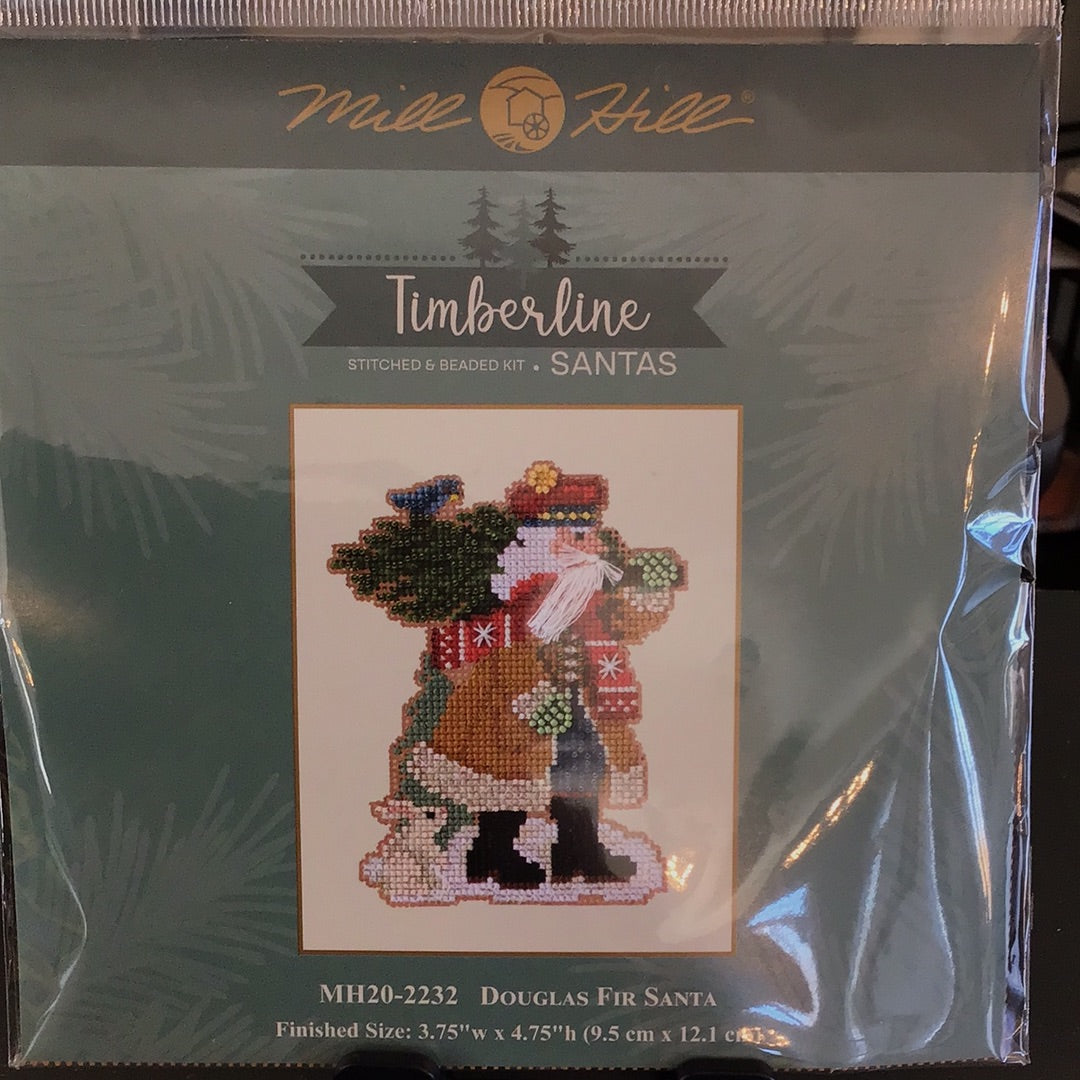 Mill Hill®
Timberline
STITCHED & BEADED KIT • SANTAS
MH20-2232 DOUGLAS FIR SANTA
Finished Size: 3.75"w x 4.75"h (9.5 cm x 12.1 cm)